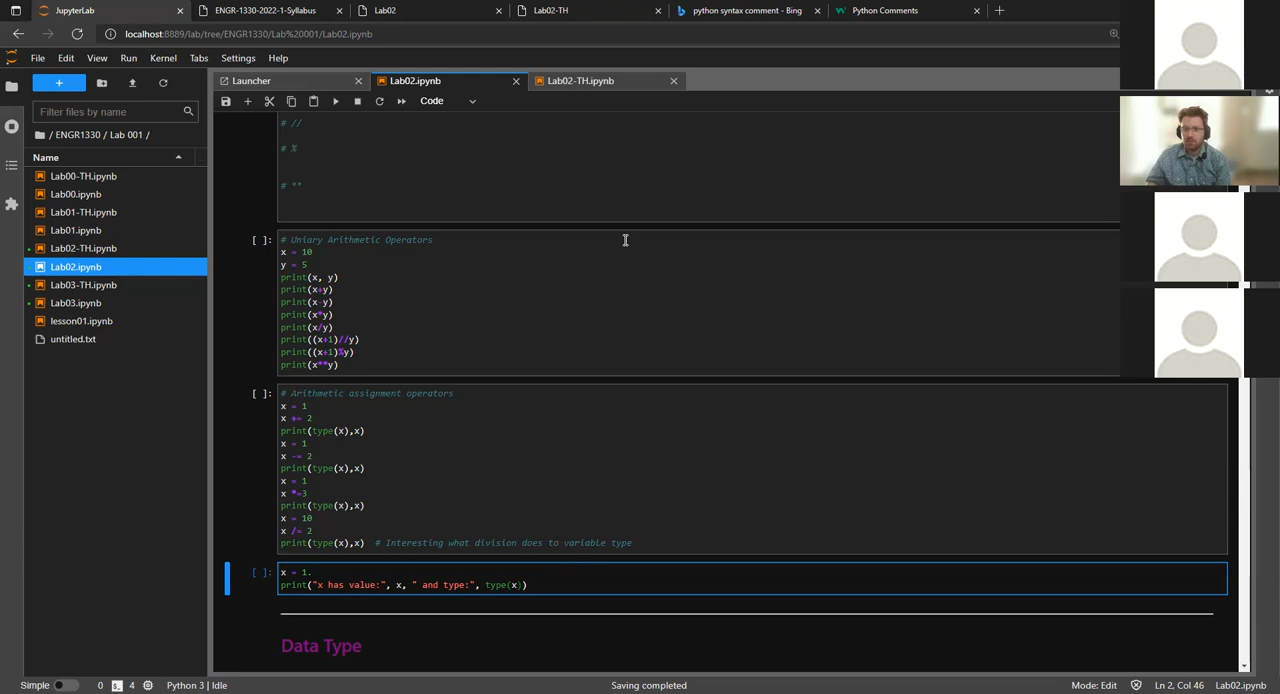 JupyterLab
ENGR-1330-2022-1-Syllabus
Lab02
Lab02-TH
python syntax comment - Bing
Python Comments
localhost:8889/lab/tree/ENGR1330/Lab%20001/Lab02.ipynb
File Edit View Run Kernel Tabs Settings Help
Launcher
Lab02.ipynb
Lab02-TH.ipynb
Code
Filter files by name
/ ENGR1330 / Lab 001 /
Name
Lab00-TH.ipynb
Lab00.ipynb
Lab01-TH.ipynb
Lab01.ipynb
Lab02-TH.ipynb
Lab02.ipynb
Lab03-TH.ipynb
Lab03.ipynb
lesson01.ipynb
untitled.txt
# //
# %
# **
[ ]:
# Uniary Arithmetic Operators
x = 10
y = 5
print(x, y)
print(x+y)
print(x-y)
print(x*y)
print(x/y)
print((x+1)//y)
print((x+1)%y)
print(x**y)
[ ]:
# Arithmetic assignment operators
x = 1
x += 2
print(type(x),x)
x = 1
x -= 2
print(type(x),x)
x = 1
x *=3
print(type(x),x)
x = 10
x /= 2
print(type(x),x)  # Interesting what division does to variable type
[ ]:
x = 1.
print("x has value:", x, " and type:", type(x))
Data Type
Simple 0 4 Python 3 | Idle Saving completed Mode: Edit Ln 2, Col 46 Lab02.ipynb